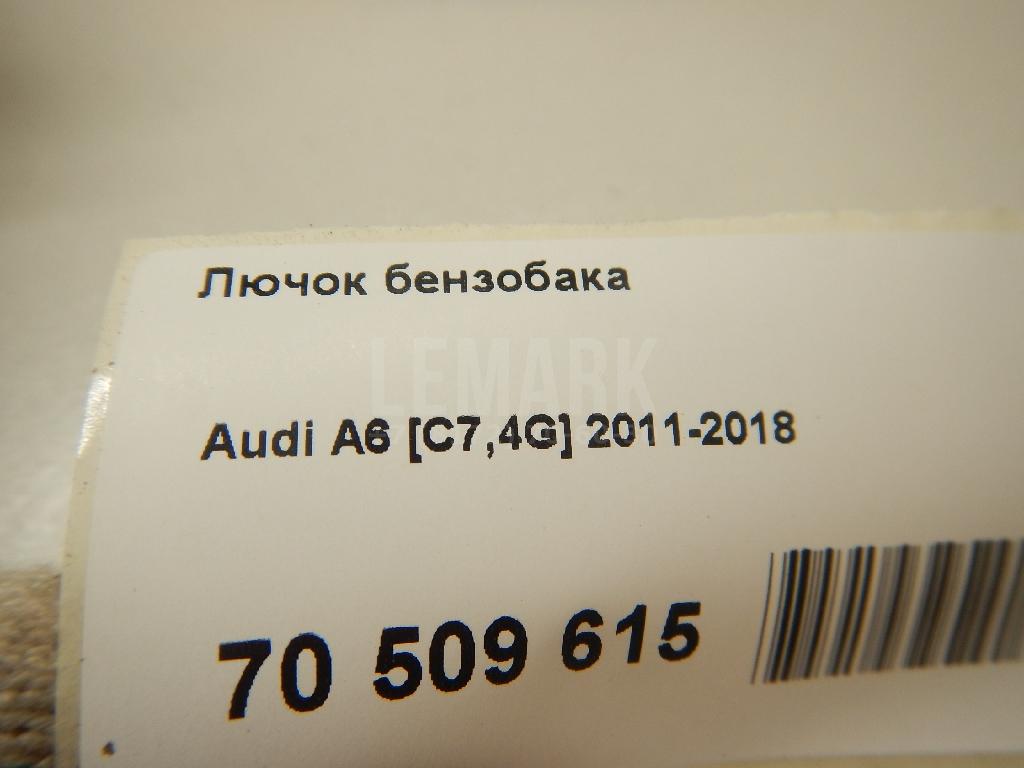 Лючок бензобака
LEMARK
Audi A6 [C7,4G] 2011-2018
70 509 615